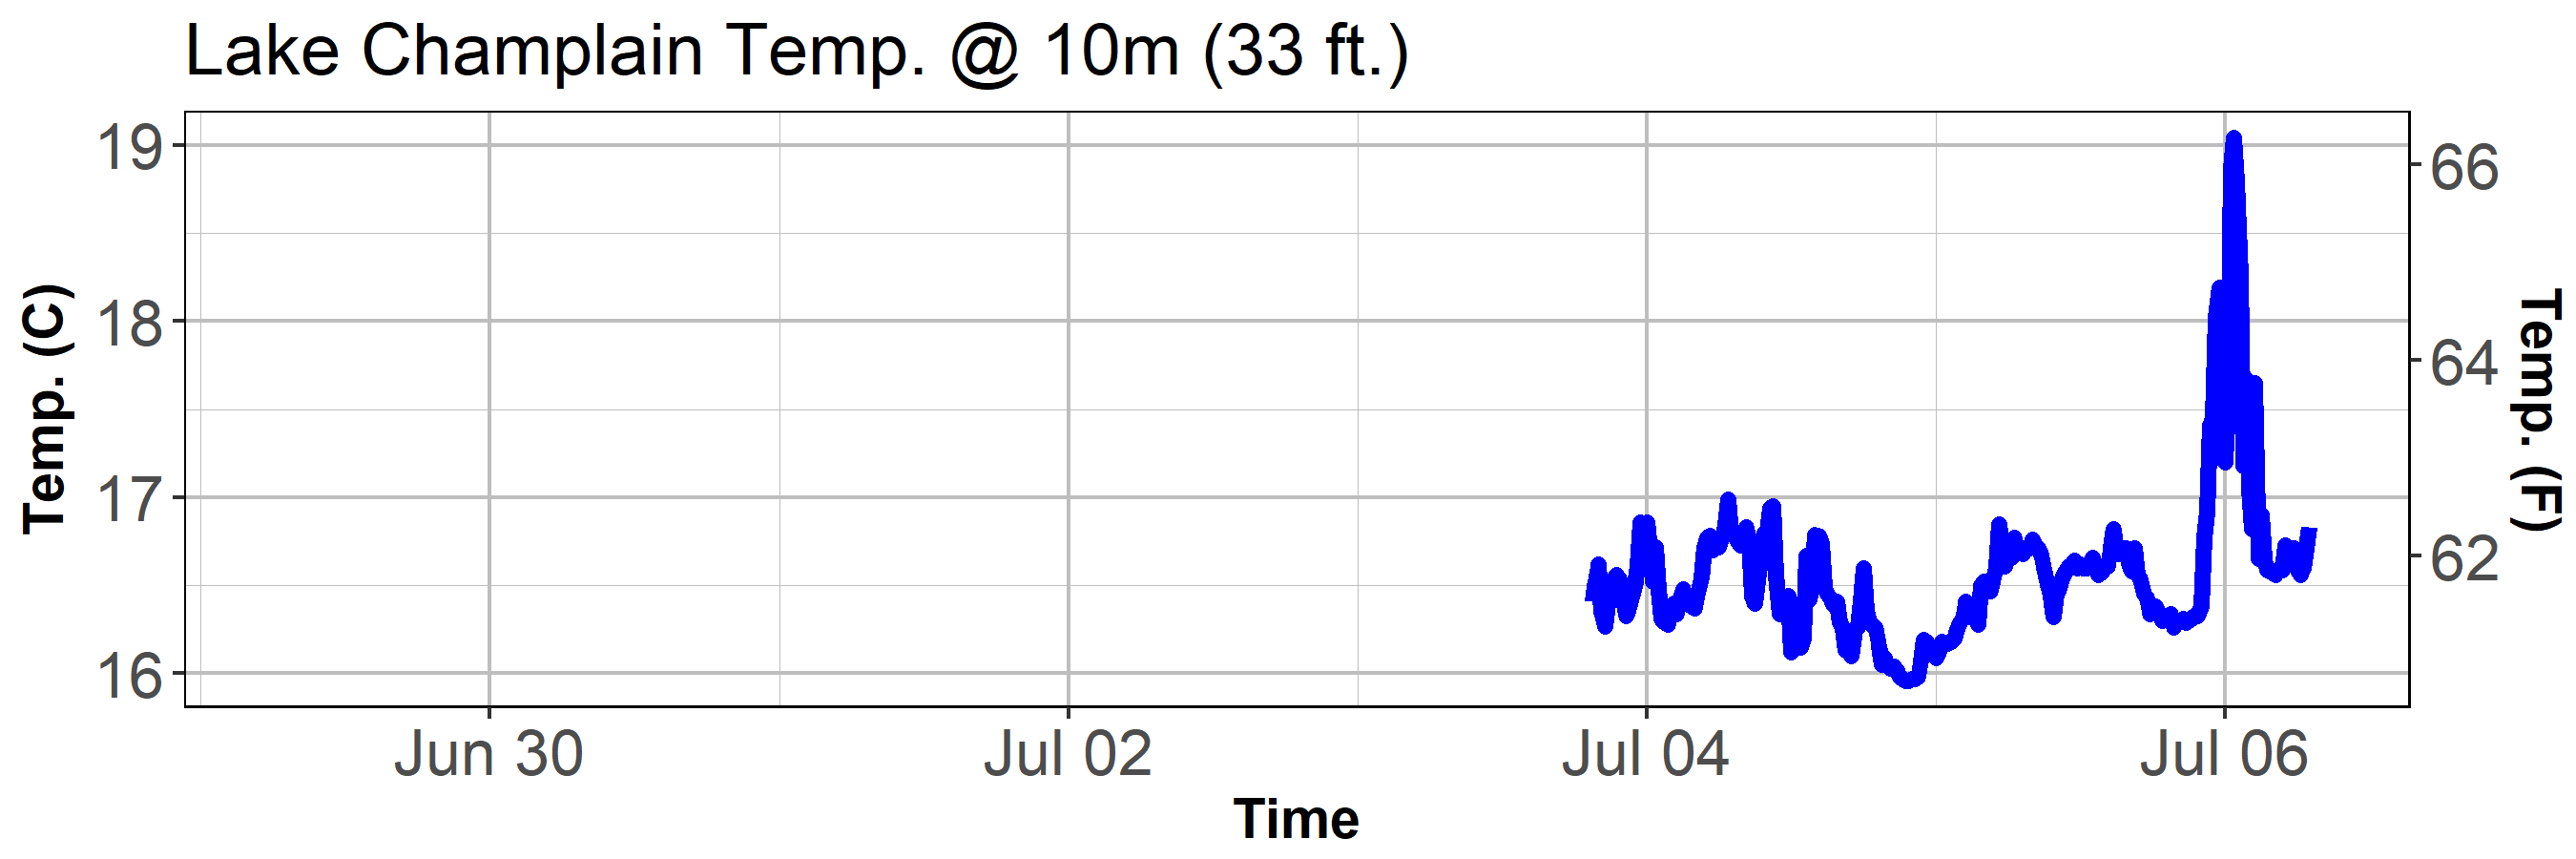 Lake Champlain Temp. @ 10m (33 ft.)
19
18
17
16
Temp. (C)
66
64
62
Temp. (F)
Jun 30
Jul 02
Jul 04
Jul 06
Time